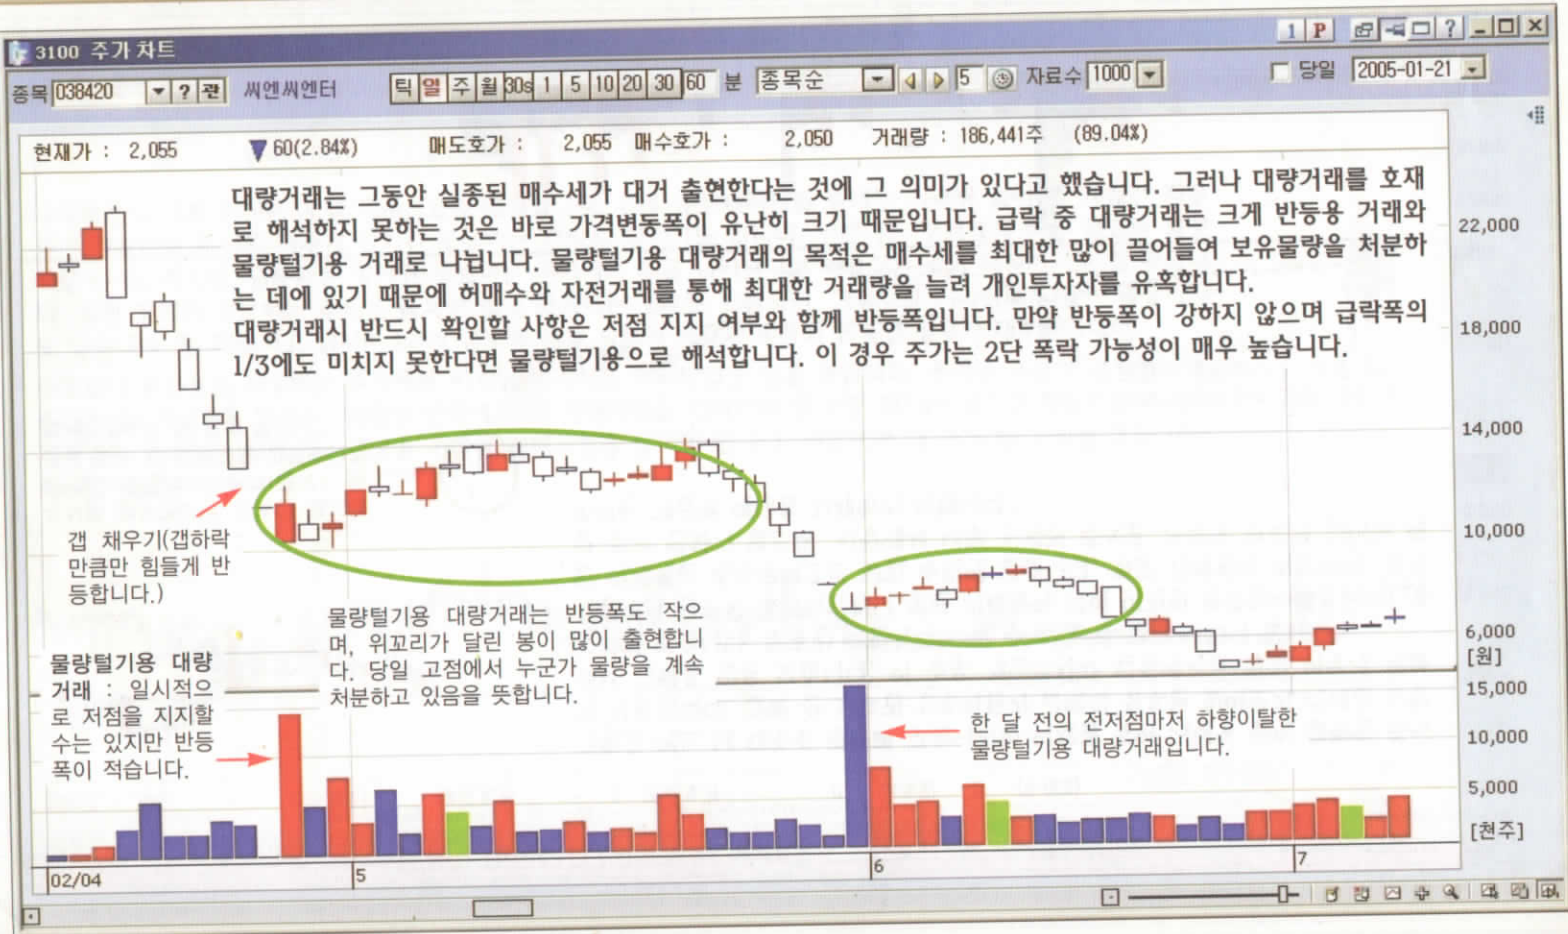 3100 주가 차트
1 P ?
종목 038420 ? 관 씨엔씨엔터 틱 일 주 월 30s 1 5 10 20 30 60 분 종목순 5 자료수 1000 당일 2005-01-21
현재가 : 2,055 ▼ 60(2.84%) 매도호가 : 2,055 매수호가 : 2,050 거래량 : 186,441주 (89.04%)
대량거래는 그동안 실종된 매수세가 대거 출현한다는 것에 그 의미가 있다고 했습니다. 그러나 대량거래를 호재
로 해석하지 못하는 것은 바로 가격변동폭이 유난히 크기 때문입니다. 급락 중 대량거래는 크게 반등용 거래와
물량털기용 거래로 나뉩니다. 물량털기용 대량거래의 목적은 매수세를 최대한 많이 끌어들여 보유물량을 처분하
는 데에 있기 때문에 허매수와 자전거래를 통해 최대한 거래량을 늘려 개인투자자를 유혹합니다.
대량거래시 반드시 확인할 사항은 저점 지지 여부와 함께 반등폭입니다. 만약 반등폭이 강하지 않으며 급락폭의
1/3에도 미치지 못한다면 물량털기용으로 해석합니다. 이 경우 주가는 2단 폭락 가능성이 매우 높습니다.
22,000
18,000
14,000
10,000
6,000
[원]
갭 채우기(갭하락
만큼만 힘들게 반
등합니다.)
물량털기용 대량거래는 반등폭도 작으
며, 위꼬리가 달린 봉이 많이 출현합니
다. 당일 고점에서 누군가 물량을 계속
처분하고 있음을 뜻합니다.
물량털기용 대량
거래 : 일시적으
로 저점을 지지할
수는 있지만 반등
폭이 적습니다.
한 달 전의 전저점마저 하향이탈한
물량털기용 대량거래입니다.
15,000
10,000
5,000
[천주]
02/04 5 6 7